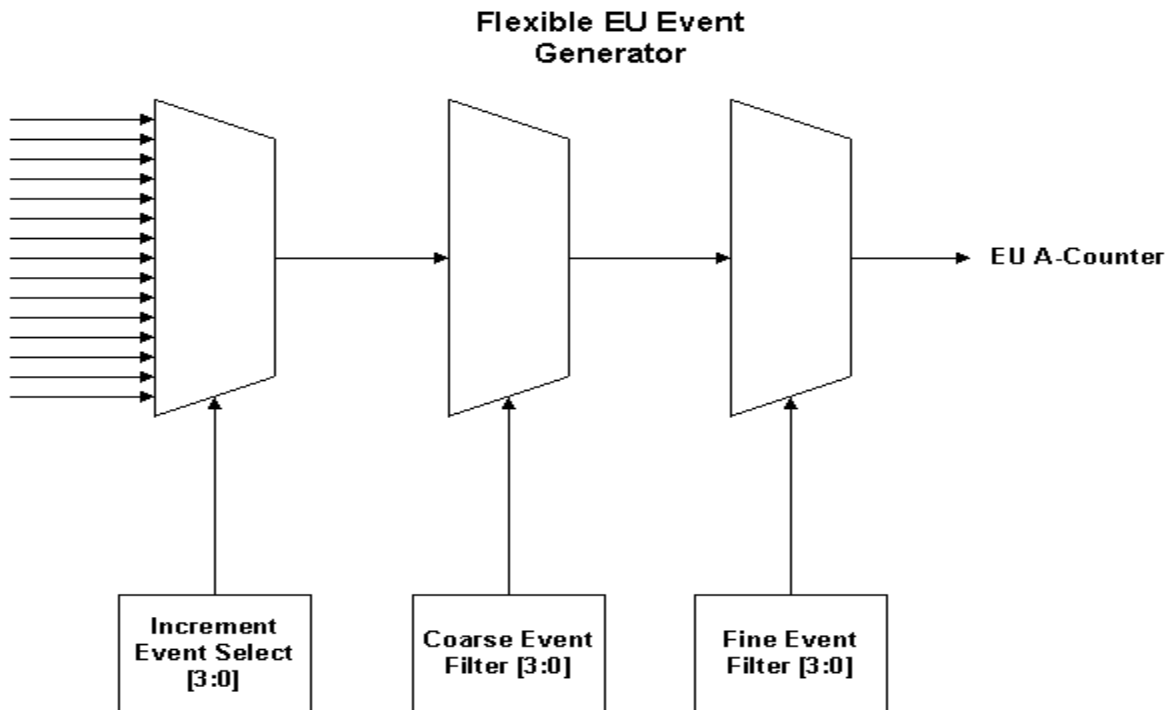 Flexible EU Event
Generator
EU A-Counter
Increment
Event Select
[3:0]
Coarse Event
Filter [3:0]
Fine Event
Filter [3:0]